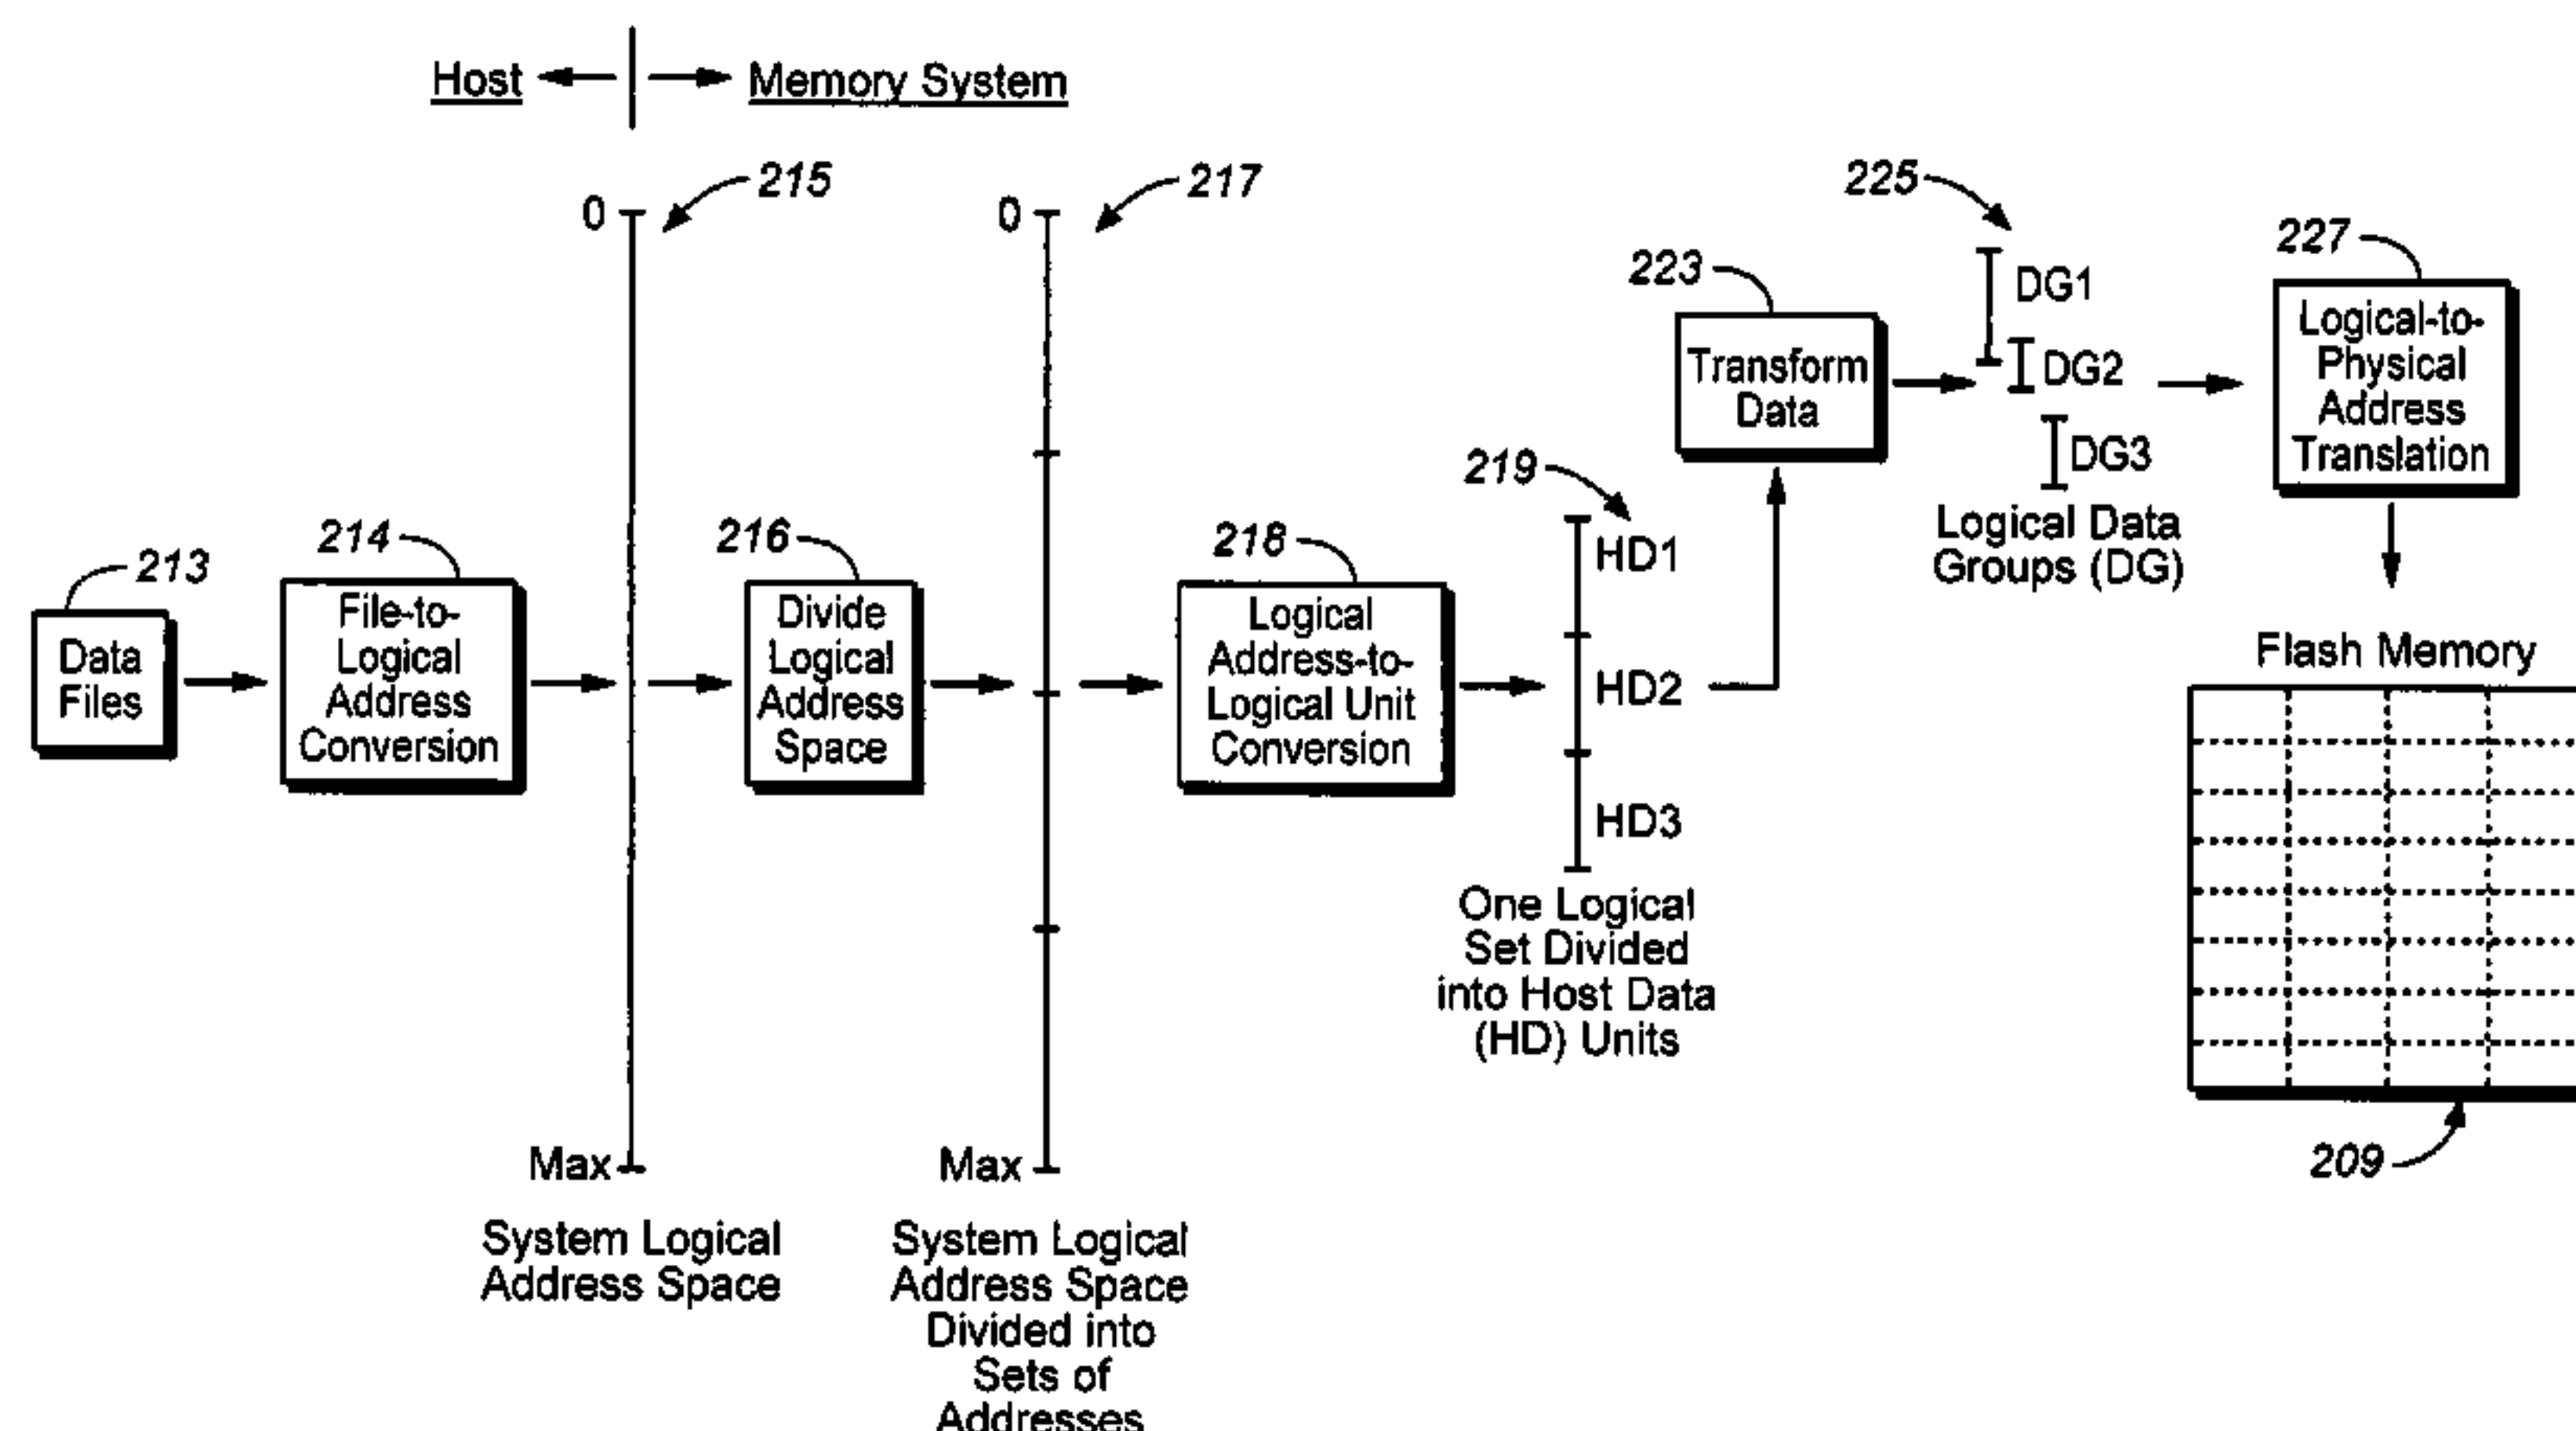 Host
Memory System
0
215
0
217
225
DG1
DG2
DG3
Logical Data
Groups (DG)
223
Transform
Data
227
Logical-to-
Physical
Address
Translation
213
Data
Files
214
File-to-
Logical
Address
Conversion
216
Divide
Logical
Address
Space
218
Logical
Address-to-
Logical Unit
Conversion
219
HD1
HD2
HD3
One Logical
Set Divided
into Host Data
(HD) Units
Flash Memory
209
Max
System Logical
Address Space
Max
System Logical
Address Space
Divided into
Sets of
Addresses